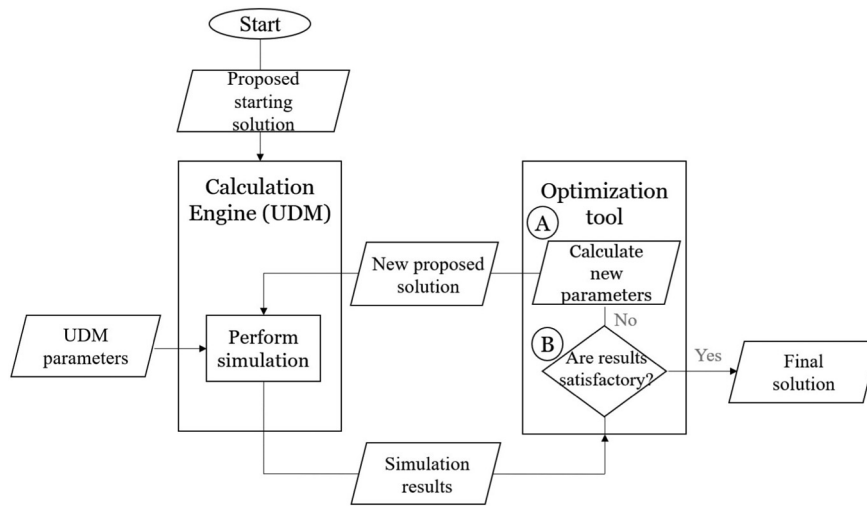 Start
Proposed
starting
solution
Calculation
Engine (UDM)
Optimization
tool
A
New proposed
solution
Calculate
new
parameters
UDM
parameters
Perform
simulation
No
B
Are results
satisfactory?
Yes
Final
solution
Simulation
results